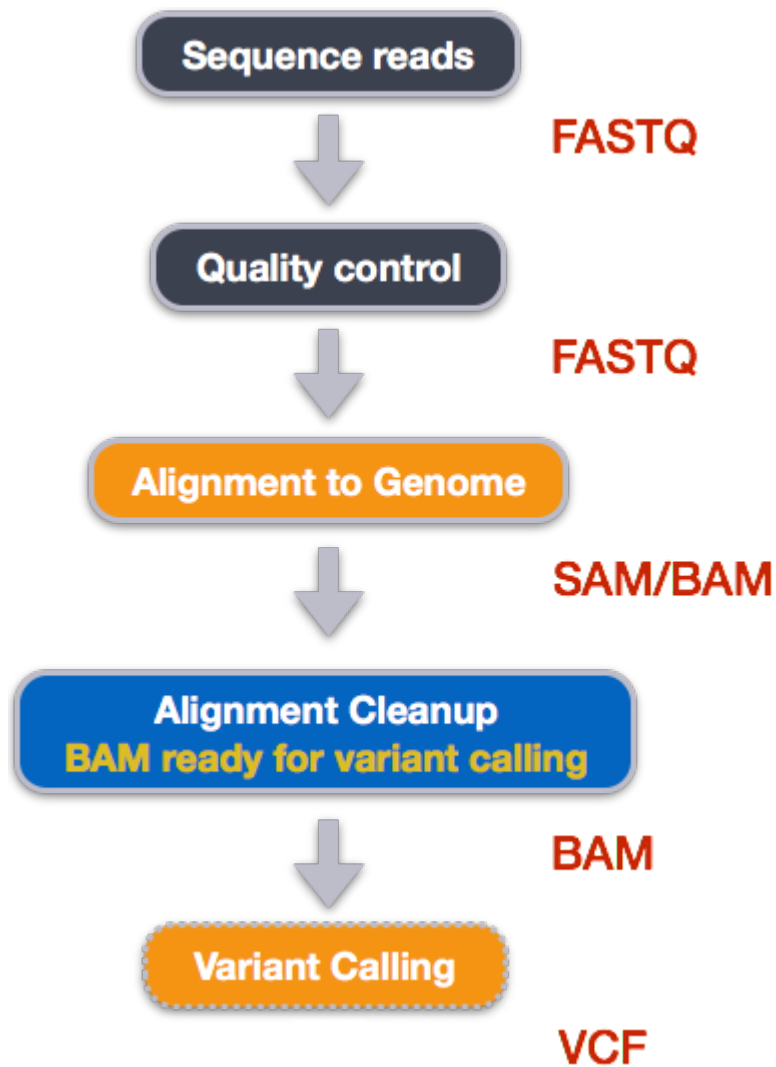 Sequence reads
FASTQ
Quality control
FASTQ
Alignment to Genome
SAM/BAM
Alignment Cleanup
BAM ready for variant calling
BAM
Variant Calling
VCF